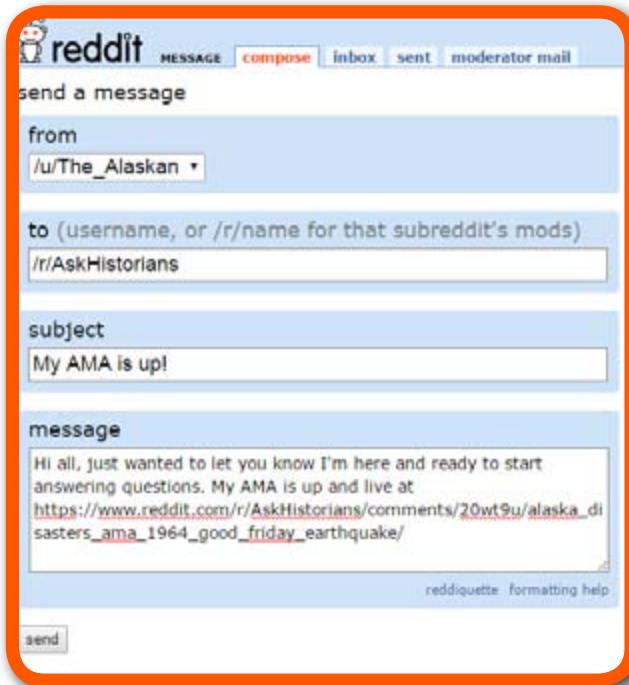 reddit MESSAGE compose inbox sent moderator mail
send a message
from
/u/The_Alaskan
to (username, or /r/name for that subreddit's mods)
/r/AskHistorians
subject
My AMA is up!
message
Hi all, just wanted to let you know I'm here and ready to start
answering questions. My AMA is up and live at
https://www.reddit.com/r/AskHistorians/comments/20wt9u/alaska_di
sasters_ama_1964_good_friday_earthquake/
reddiquette formatting help
send